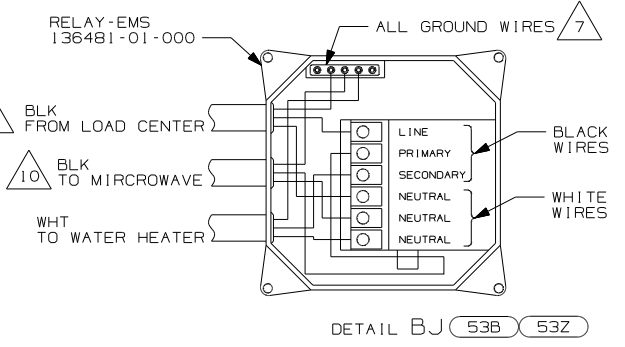 RELAY-EMS
136481-01-000
ALL GROUND WIRES 7
BLK
FROM LOAD CENTER
10 BLK
TO MIRCROWAVE
WHT
TO WATER HEATER
LINE
PRIMARY
SECONDARY
NEUTRAL
NEUTRAL
NEUTRAL
BLACK
WIRES
WHITE
WIRES
DETAIL BJ 53B 53Z